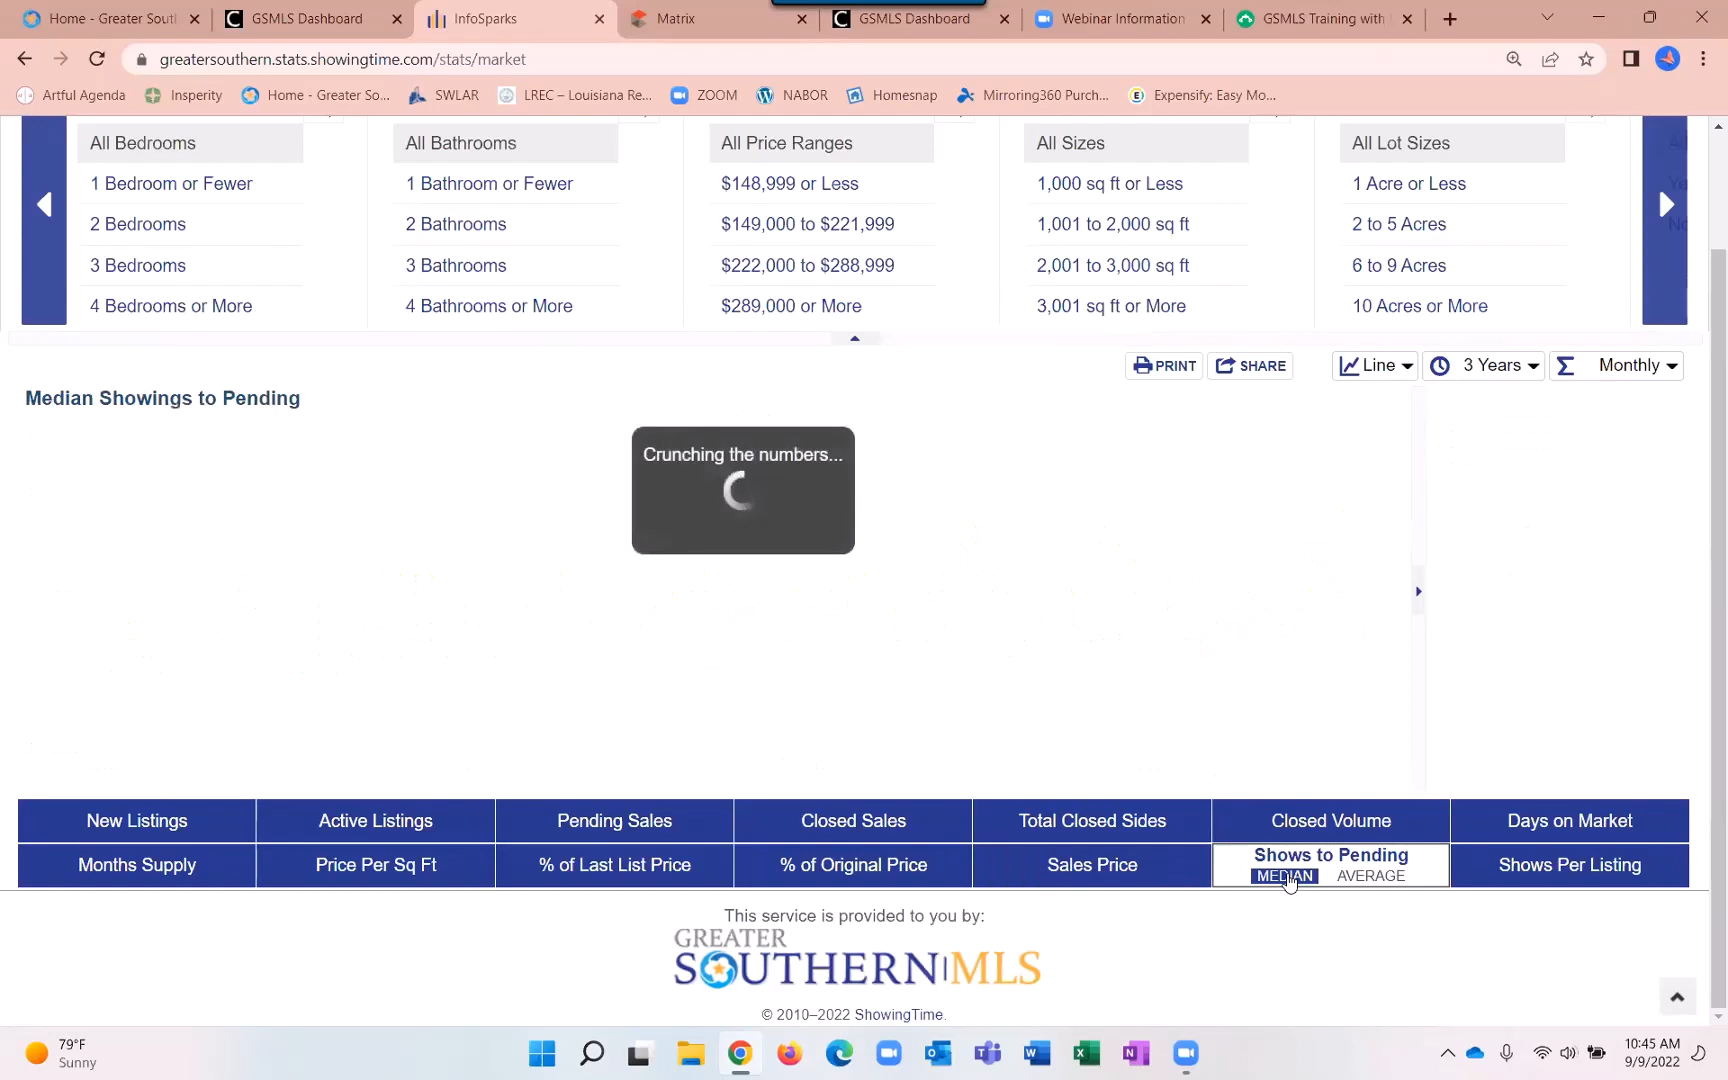 Home - Greater Sout
GSMLS Dashboard
InfoSparks
Matrix
GSMLS Dashboard
Webinar Information
GSMLS Training with
greatersouthern.stats.showingtime.com/stats/market
Artful Agenda
Insperity
Home - Greater So...
SWLAR
LREC – Louisiana Re...
ZOOM
NABOR
Homesnap
Mirroring360 Purch...
Expensify: Easy Mo...
All Bedrooms
All Bathrooms
All Price Ranges
All Sizes
All Lot Sizes
1 Bedroom or Fewer
1 Bathroom or Fewer
$148,999 or Less
1,000 sq ft or Less
1 Acre or Less
2 Bedrooms
2 Bathrooms
$149,000 to $221,999
1,001 to 2,000 sq ft
2 to 5 Acres
3 Bedrooms
3 Bathrooms
$222,000 to $288,999
2,001 to 3,000 sq ft
6 to 9 Acres
4 Bedrooms or More
4 Bathrooms or More
$289,000 or More
3,001 sq ft or More
10 Acres or More
PRINT
SHARE
Line
3 Years
Monthly
Median Showings to Pending
Crunching the numbers...
New Listings
Active Listings
Pending Sales
Closed Sales
Total Closed Sides
Closed Volume
Days on Market
Months Supply
Price Per Sq Ft
% of Last List Price
% of Original Price
Sales Price
Shows to Pending
MEDIAN
AVERAGE
Shows Per Listing
This service is provided to you by:
GREATER
SOUTHERN MLS
© 2010–2022 ShowingTime.
79°F
Sunny
10:45 AM
9/9/2022